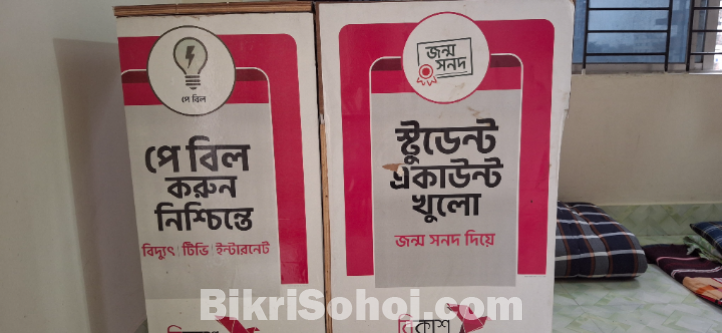 পে বিল
পে বিল
করুন
নিশ্চিন্তে
বিদ্যুৎ টিভি ইন্টারনেট
জন্ম
সনদ
স্টুডেন্ট
একাউন্ট
খুলো
জন্ম সনদ দিয়ে
বিকাশ
BikriSohoj.com